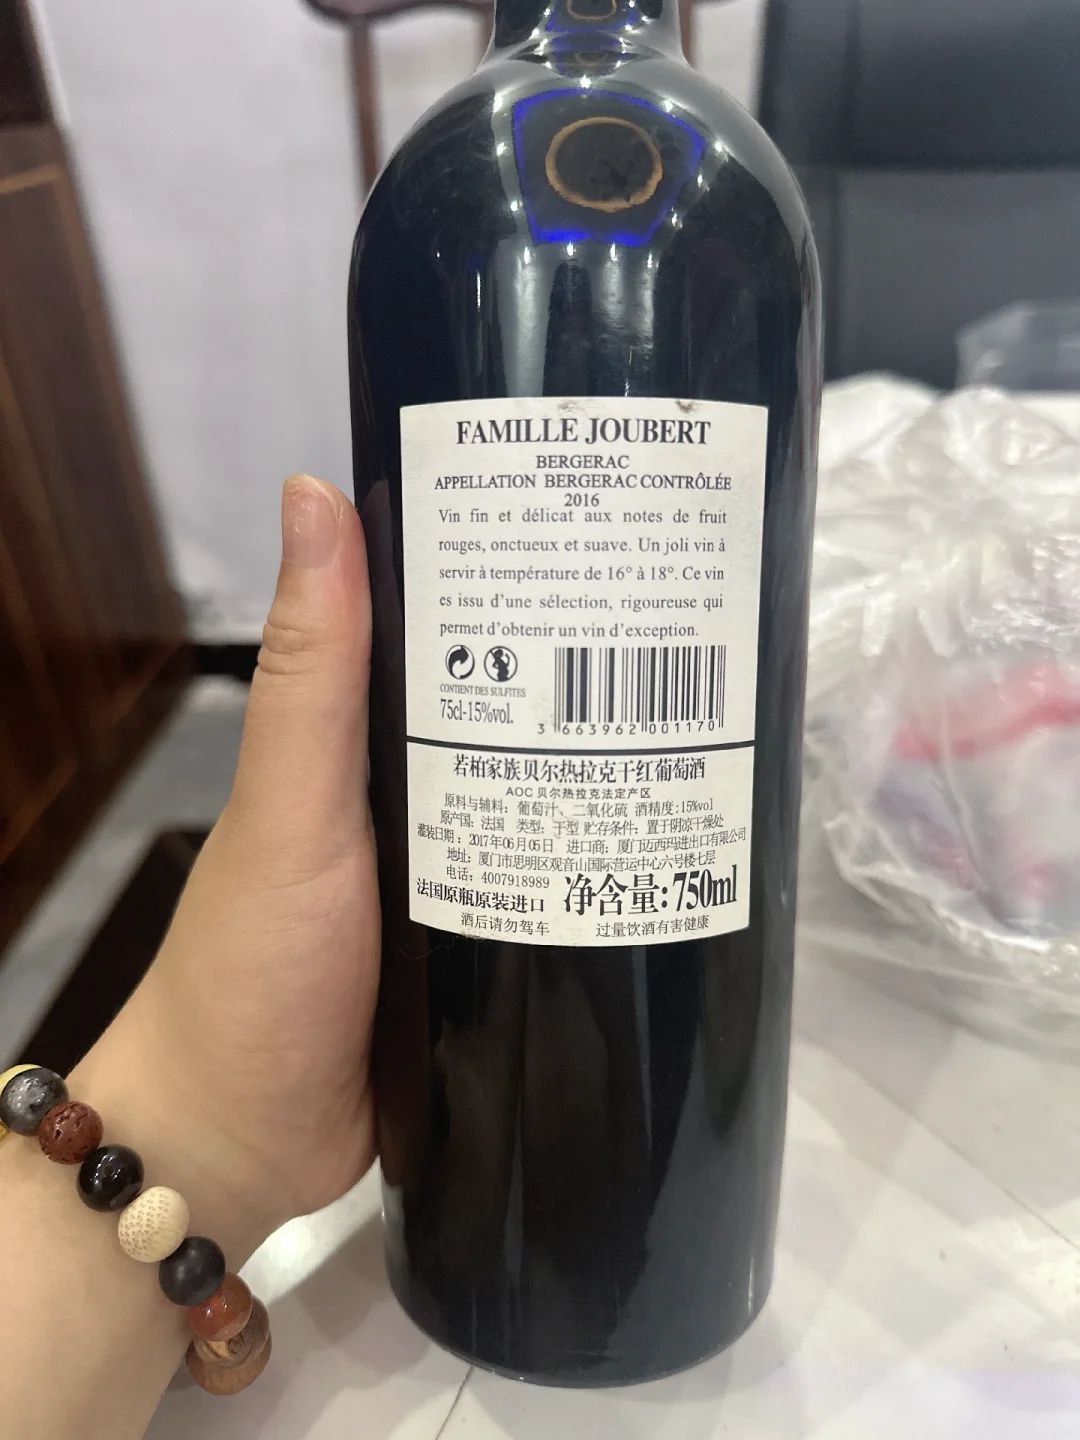 FAMILLE JOUBERT
BERGERAC
APPELLATION BERGERAC CONTRÔLÉE
2016
Vin fin et délicat aux notes de fruit
rouges, onctueux et suave. Un joli vin à
servir à température de 16° à 18°. Ce vin
es issu d'une sélection, rigoureuse qui
permet d'obtenir un vin d'exception.
CONTIENT DES SULFITES
75cl-15%vol.
3 663962 001170
若柏家族贝尔热拉克干红葡萄酒
AOC 贝尔热拉克法定产区
原料与辅料: 葡萄汁、二氧化硫 酒精度:15%vol
原产国: 法国 类型: 干型 贮存条件: 置于阴凉干燥处
灌装日期: 2017年06月05日 进口商: 厦门迈西玛进出口有限公司
地址: 厦门市思明区观音山国际营运中心六号楼七层
电话: 4007918989
法国原瓶原装进口 净含量: 750ml
酒后请勿驾车 过量饮酒有害健康